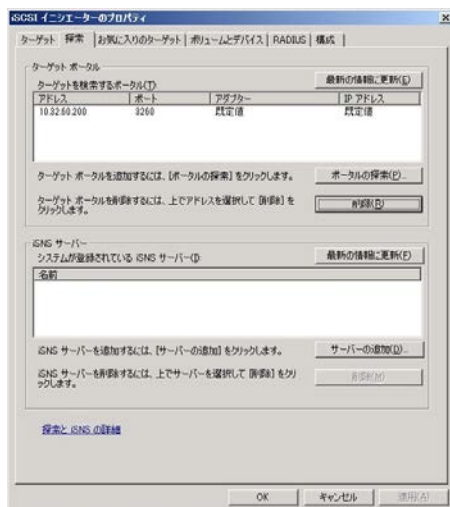 iSCSI イニシエーターのプロパティ
ターゲット 探索 お気に入りのターゲット ボリュームとデバイス RADIUS 構成
ターゲット ポータル
ターゲットを検索するポータル(T)
最新の情報に更新(E)
アドレス ポート アダプター IP アドレス
10.32.60.200 3260 既定値 既定値
ターゲット ポータルを追加するには、[ポータルの探索] をクリックします。
ポータルの探索(P)...
ターゲット ポータルを削除するには、上でアドレスを選択して [削除] を
クリックします。
削除(R)
iSNS サーバー
システムが登録されている iSNS サーバー(I):
最新の情報に更新(F)
名前
iSNS サーバーを追加するには、[サーバーの追加] をクリックします。
サーバーの追加(D)...
iSNS サーバーを削除するには、上でサーバーを選択して [削除] をクリ
ックします。
削除(M)
探索と iSNS の詳細
OK キャンセル 適用(A)